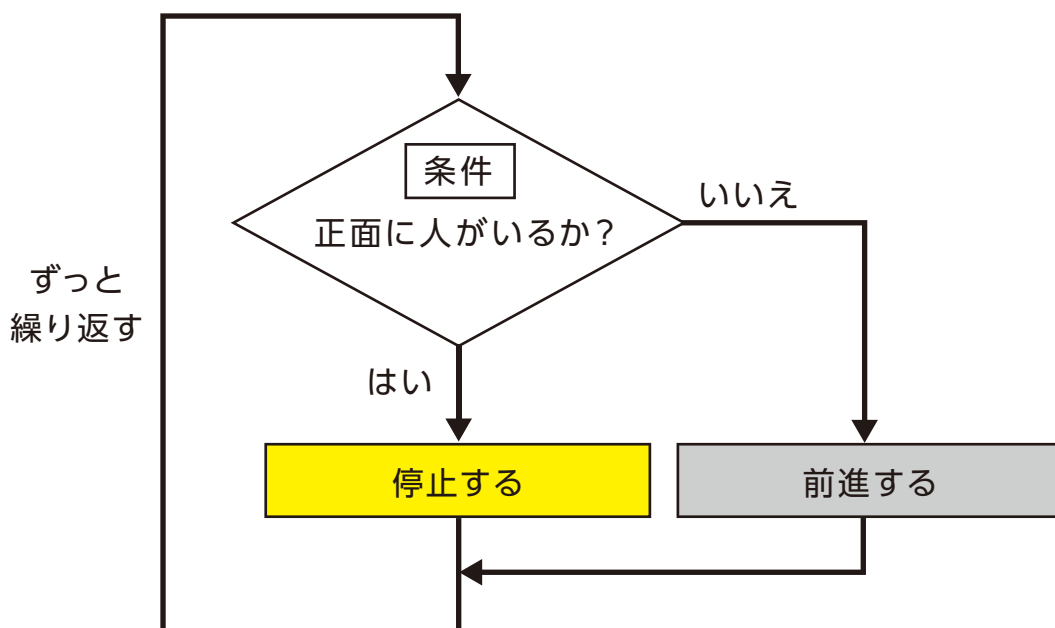 条件
正面に人がいるか？
いいえ
ずっと
繰り返す
はい
停止する
前進する